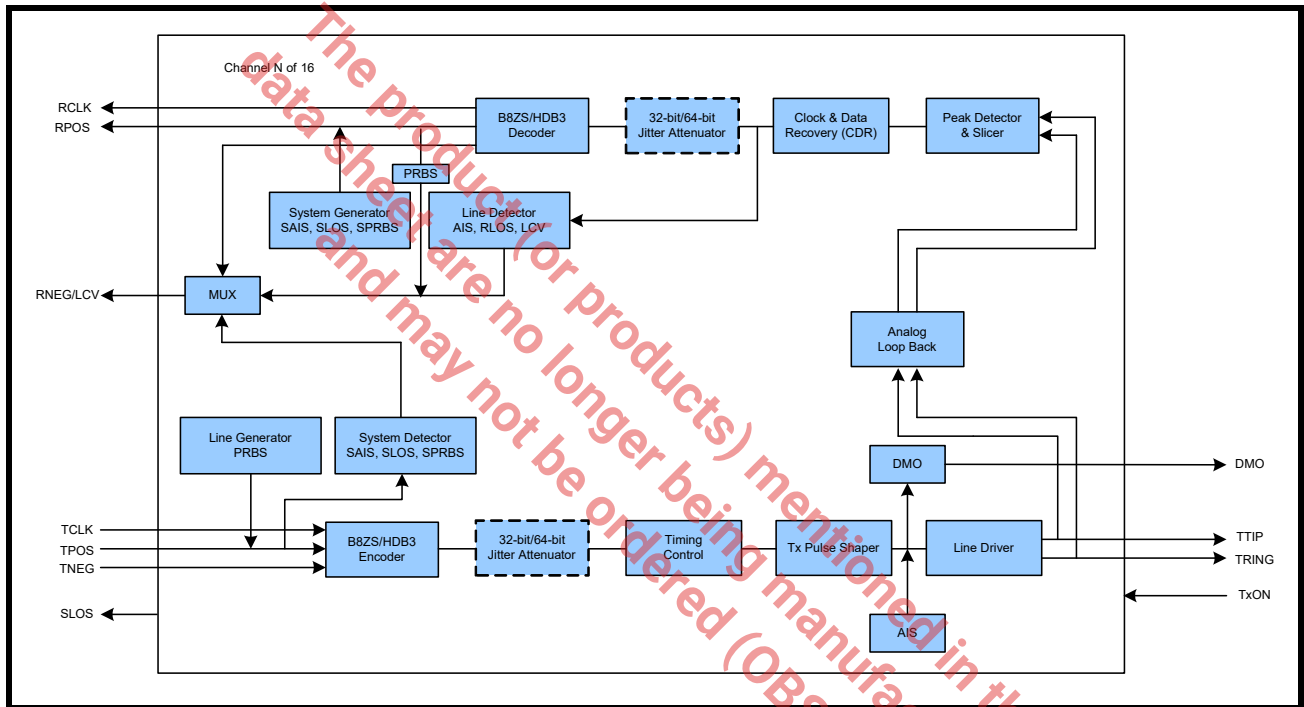 Channel N of 16
RCLK
RPOS
B8ZS/HDB3
Decoder
32-bit/64-bit
Jitter Attenuator
Clock & Data
Recovery (CDR)
Peak Detector
& Slicer
PRBS
System Generator
SAIS, SLOS, SPRBS
Line Detector
AIS, RLOS, LCV
RNEG/LCV
MUX
Analog
Loop Back
Line Generator
PRBS
System Detector
SAIS, SLOS, SPRBS
DMO
DMO
TCLK
TPOS
TNEG
B8ZS/HDB3
Encoder
32-bit/64-bit
Jitter Attenuator
Timing
Control
Tx Pulse Shaper
Line Driver
TTIP
TRING
TxON
SLOS
AIS
The product (or products) mentioned in th
data sheet are no longer being manufa
and may not be ordered (OBS